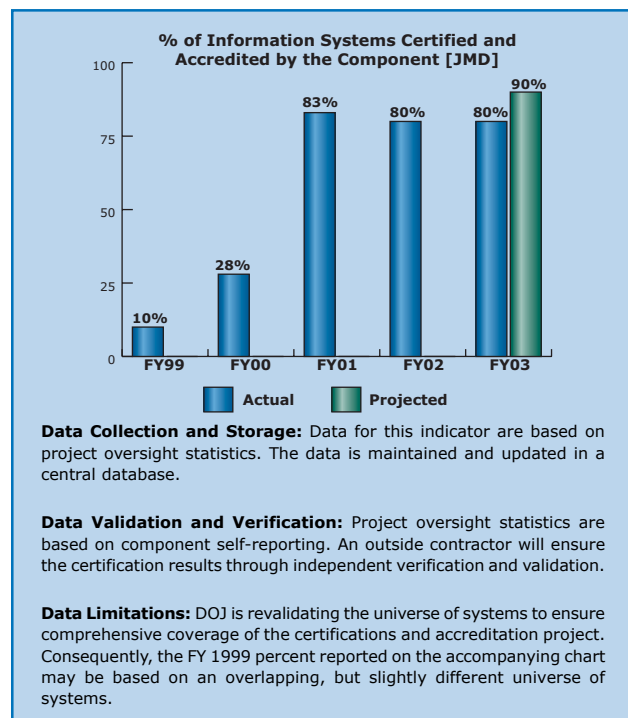 % of Information Systems Certified and
Accredited by the Component [JMD]
100
90%
83%
80%
80%
75
50
28%
25
10%
0
FY99
FY00
FY01
FY02
FY03
Actual
Projected
Data Collection and Storage: Data for this indicator are based on
project oversight statistics. The data is maintained and updated in a
central database.
Data Validation and Verification: Project oversight statistics are
based on component self-reporting. An outside contractor will ensure
the certification results through independent verification and validation.
Data Limitations: DOJ is revalidating the universe of systems to ensure
comprehensive coverage of the certifications and accreditation project.
Consequently, the FY 1999 percent reported on the accompanying chart
may be based on an overlapping, but slightly different universe of
systems.